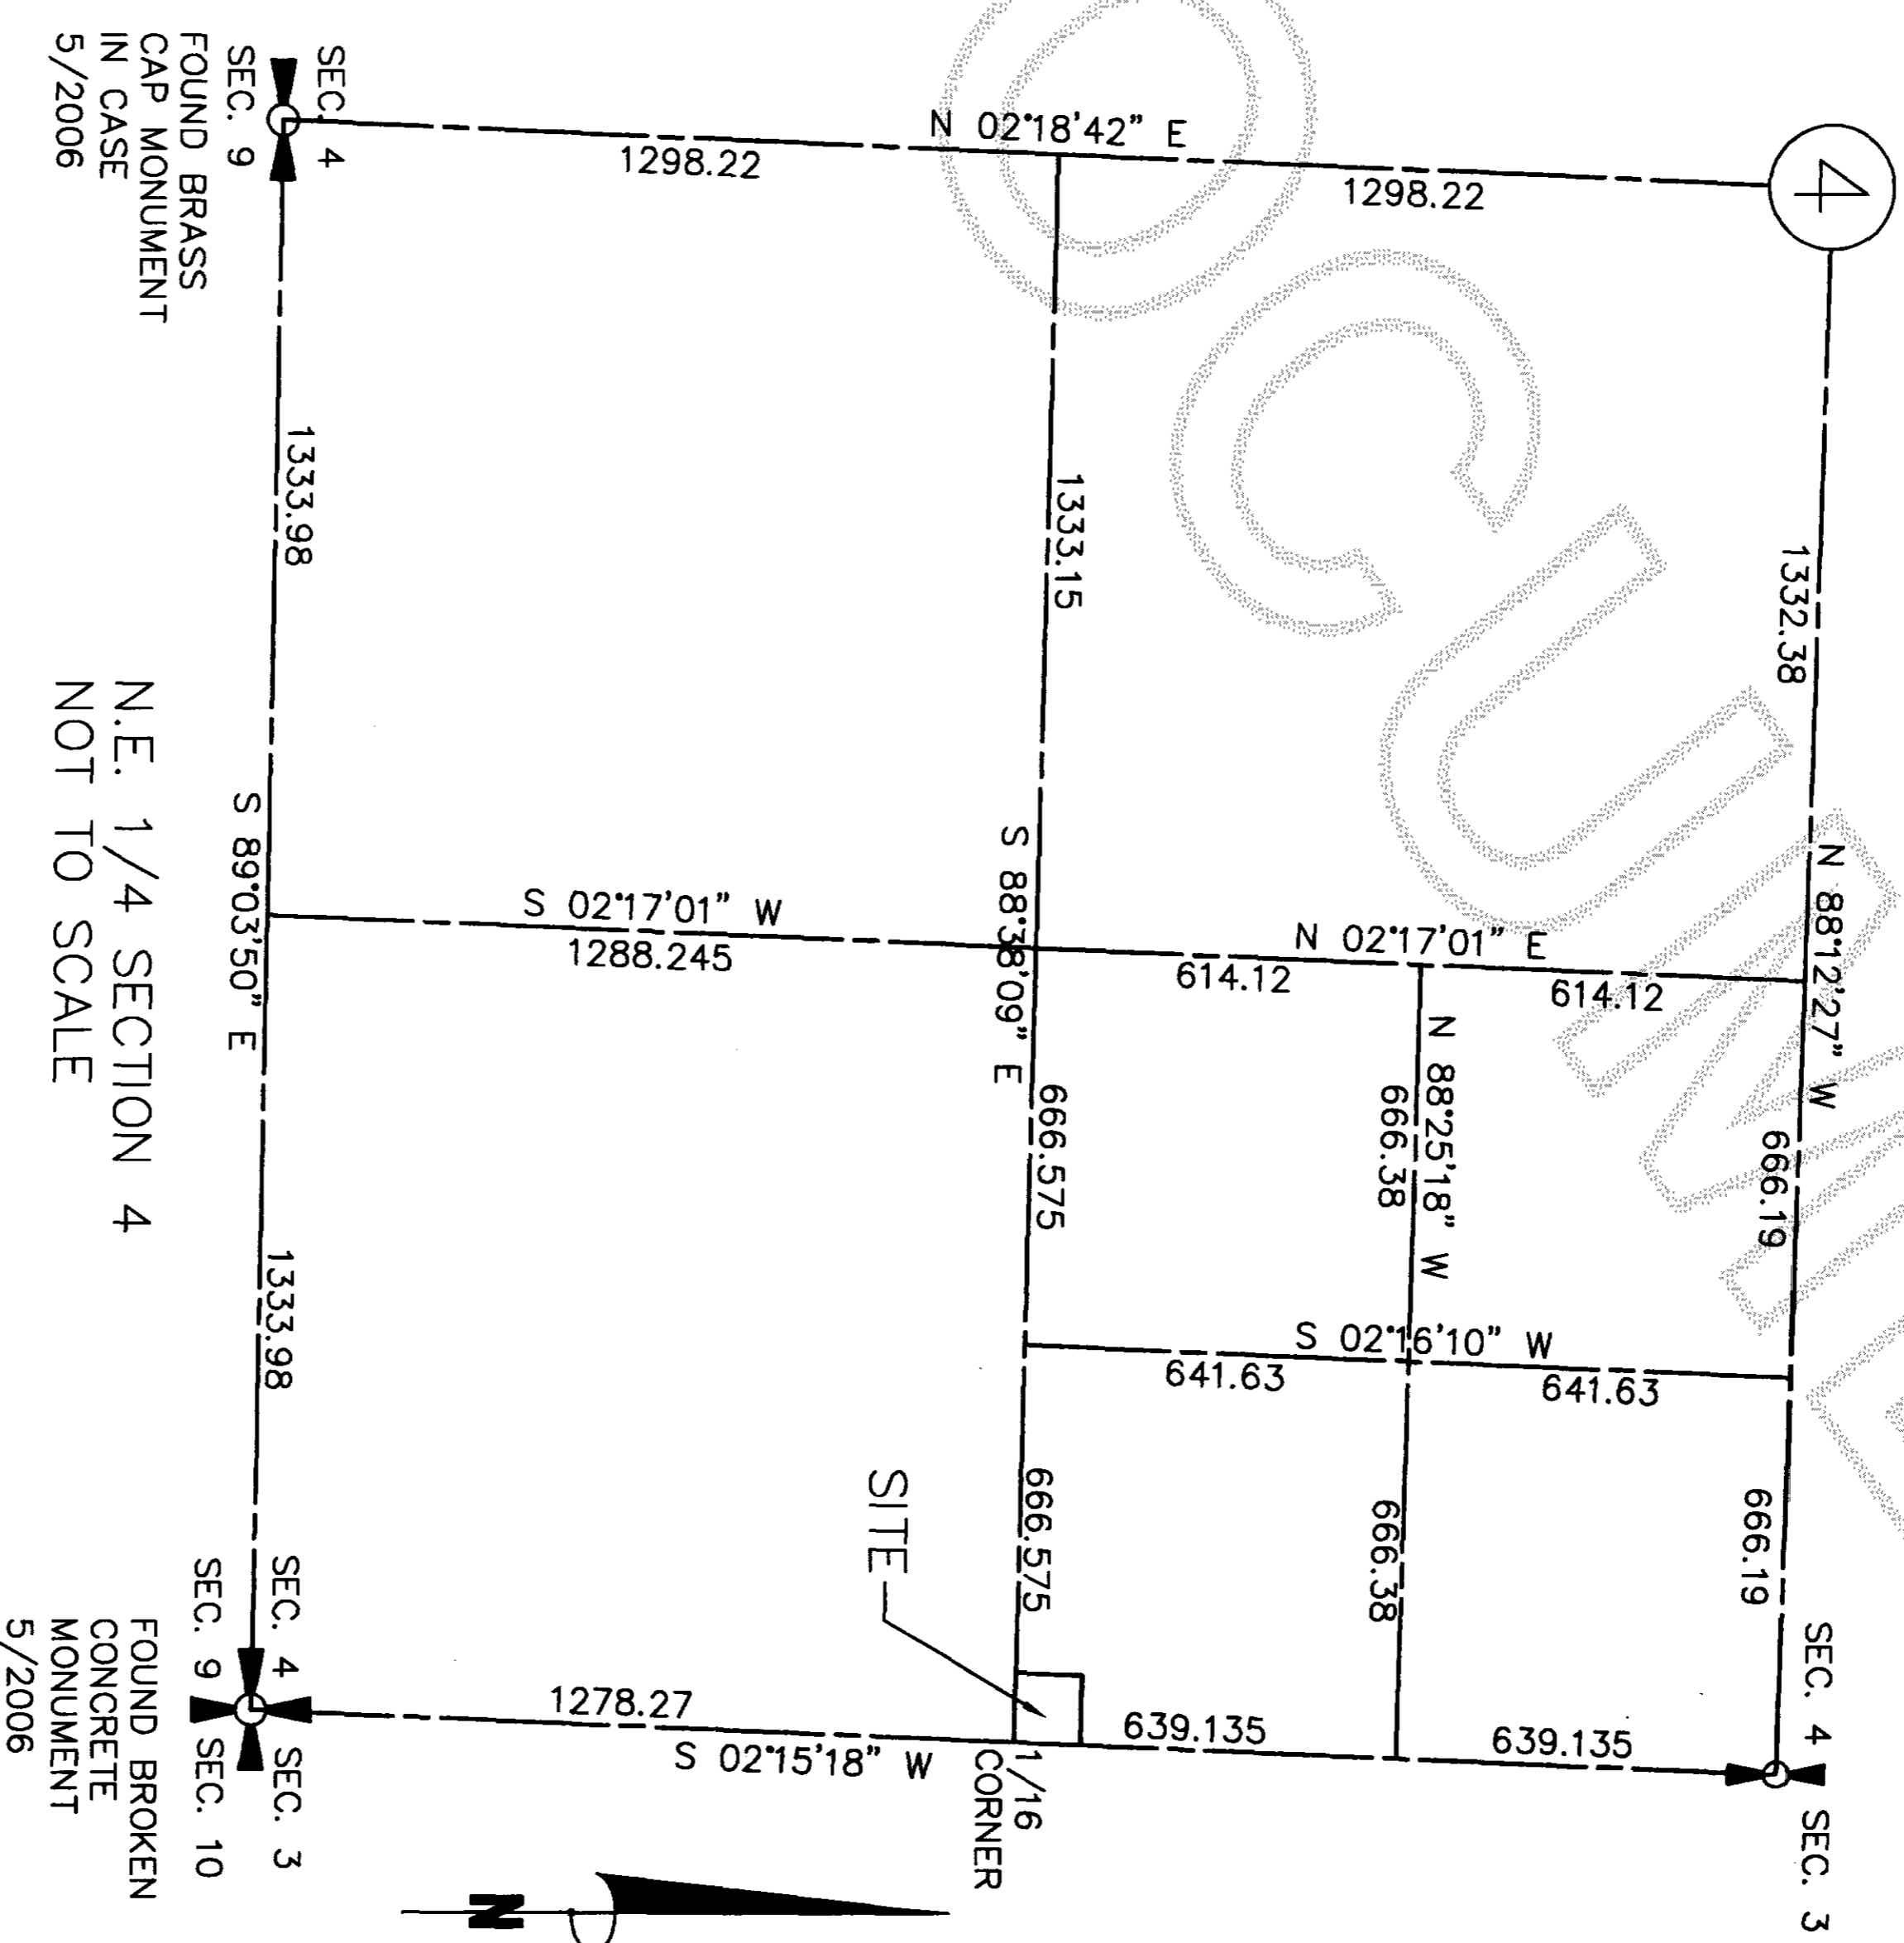 4
SEC. 4
SEC. 9
FOUND BRASS
CAP MONUMENT
IN CASE
5/2006
N 02°18'42" E
1298.22
1298.22
1332.38
N 88°12'27" W
666.19
666.19
1333.15
S 88°38'09" E
666.575
666.575
1333.98
S 89°03'50" E
1333.98
S 02°17'01" W
1288.245
N 02°17'01" E
614.12
614.12
N 88°25'18" W
666.38
666.38
S 02°16'10" W
641.63
641.63
SITE
1278.27
S 02°15'18" W
639.135
639.135
1/16
CORNER
SEC. 4
SEC. 3
SEC. 4
SEC. 3
SEC. 9
SEC. 10
FOUND BROKEN
CONCRETE
MONUMENT
5/2006
N.E. 1/4 SECTION 4
NOT TO SCALE
N